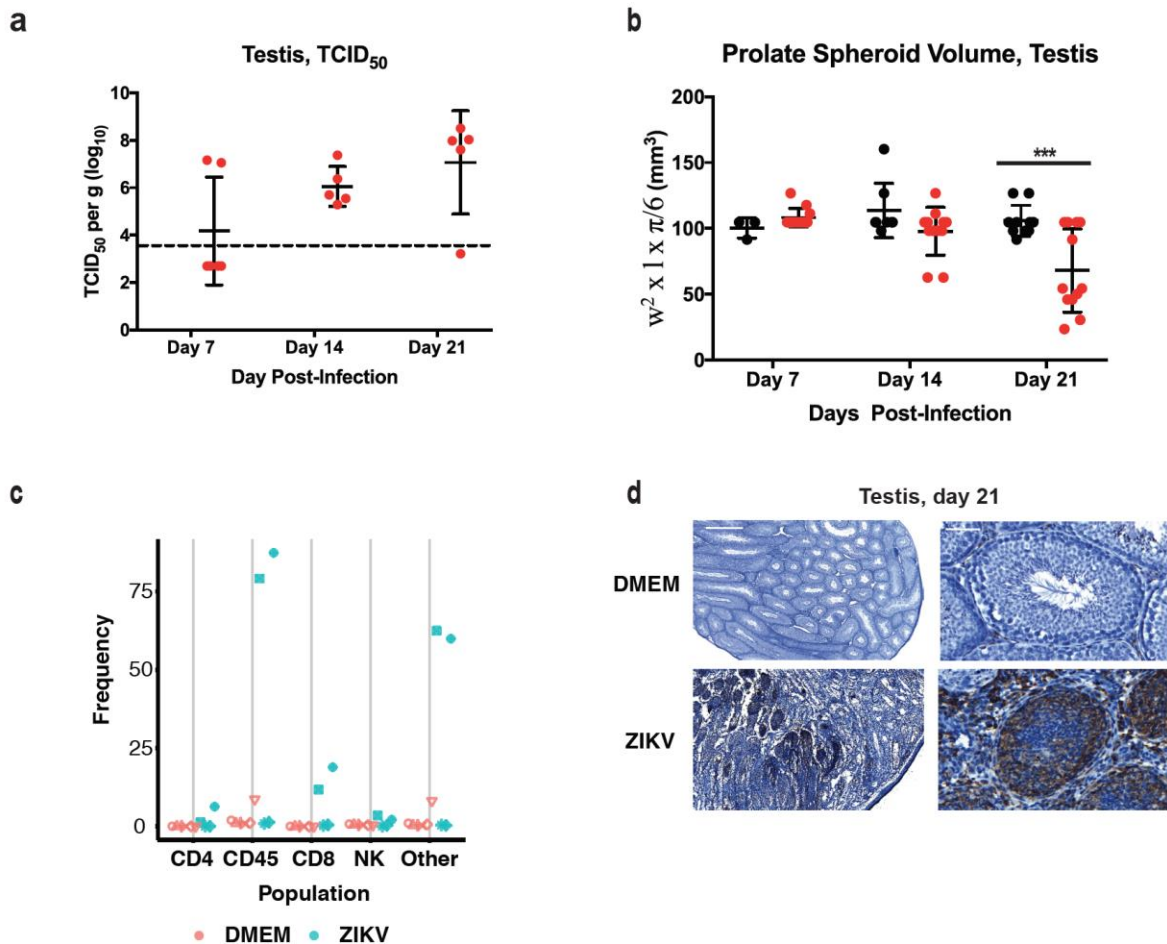 a
Testis, TCID50
10
8
6
4
2
0
TCID50 per g (log10)
Day 7
Day 14
Day 21
Day Post-Infection
b
Prolate Spheroid Volume, Testis
200
150
100
50
0
w2 x l x π/6 (mm3)
***
Day 7
Day 14
Day 21
Days Post-Infection
c
75
50
25
0
Frequency
CD4
CD45
CD8
NK
Other
Population
DMEM
ZIKV
d
Testis, day 21
DMEM
ZIKV